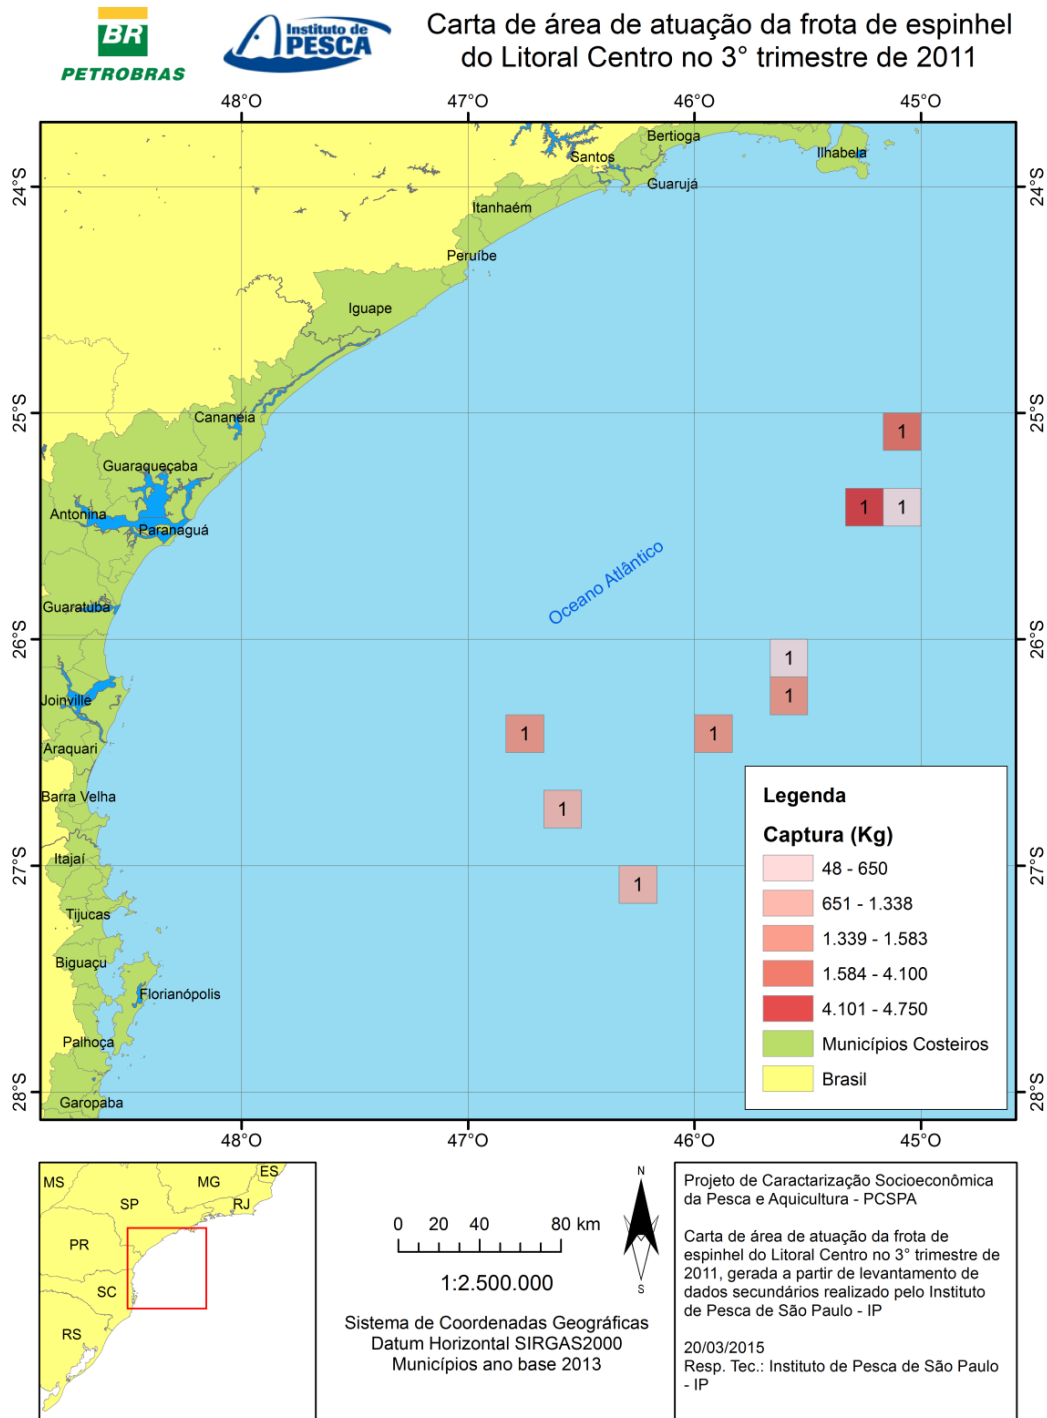 BR
PETROBRAS
Instituto de
PESCA
Carta de área de atuação da frota de espinhel
do Litoral Centro no 3° trimestre de 2011
48°O 47°O 46°O 45°O
24°S 24°S
25°S 25°S
26°S 26°S
27°S 27°S
28°S 28°S
Bertioga
Santos
Ilhabela
Guarujá
Itanhaém
Peruíbe
Iguape
Cananéia
Guaraqueçaba
Antonina
Paranaguá
Guaratuba
Joinville
Araquari
Barra Velha
Itajaí
Tijucas
Biguaçu
Florianópolis
Palhoça
Garopaba
Oceano Atlântico
1
1 1
1
1
1 1
1
1
Legenda
Captura (Kg)
48 - 650
651 - 1.338
1.339 - 1.583
1.584 - 4.100
4.101 - 4.750
Municípios Costeiros
Brasil
48°O 47°O 46°O 45°O
MS
MG
ES
SP
RJ
PR
SC
RS
0 20 40 80 km
1:2.500.000
Sistema de Coordenadas Geográficas
Datum Horizontal SIRGAS2000
Municípios ano base 2013
N
S
Projeto de Caractarização Socioeconômica
da Pesca e Aquicultura - PCSPA
Carta de área de atuação da frota de
espinhel do Litoral Centro no 3° trimestre de
2011, gerada a partir de levantamento de
dados secundários realizado pelo Instituto
de Pesca de São Paulo - IP
20/03/2015
Resp. Tec.: Instituto de Pesca de São Paulo
- IP